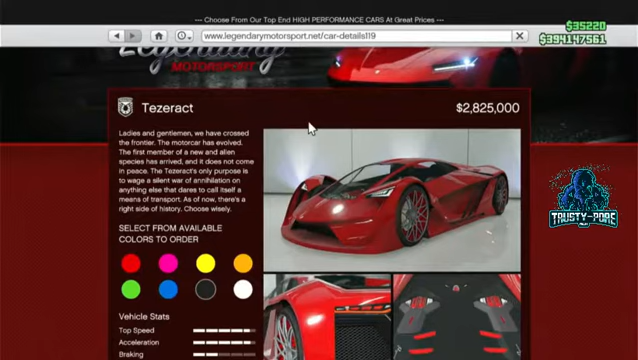 --- Choose From Our Top End HIGH PERFORMANCE CARS At Great Prices ---
$35220
$394147561
www.legendarymotorsport.net/car-details119
Legendary
MOTORSPORT
Tezeract
$2,825,000
Ladies and gentlemen, we have crossed
the frontier. The motorcar has evolved.
The first member of a new and alien
species has arrived, and it does not come
in peace. The Tezeract's only purpose is
to wage a silent war of annihilation on
anything else that dares to call itself a
means of transport. As of now, there's a
right side of history. Choose wisely.
SELECT FROM AVAILABLE
COLORS TO ORDER
Vehicle Stats
Top Speed
Acceleration
Braking
TRUSTY-PORE